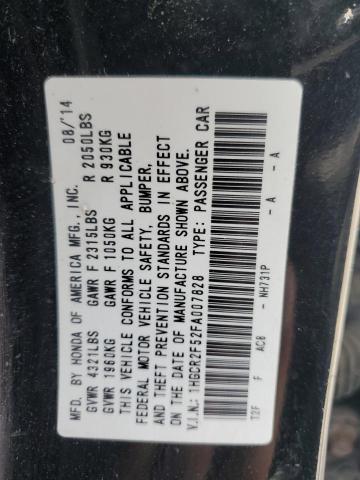 MFD. BY HONDA OF AMERICA MFG., INC. 08/'14
GVWR 4321LBS GAWR F 2315LBS R 2050LBS
GVWR 1960KG GAWR F 1050KG R 930KG
THIS VEHICLE CONFORMS TO ALL APPLICABLE
FEDERAL MOTOR VEHICLE SAFETY, BUMPER,
AND THEFT PREVENTION STANDARDS IN EFFECT
ON THE DATE OF MANUFACTURE SHOWN ABOVE.
V.I.N.: 1HGCR2F52FA007828 TYPE: PASSENGER CAR
ACB - NH731P - A - A
T2F F